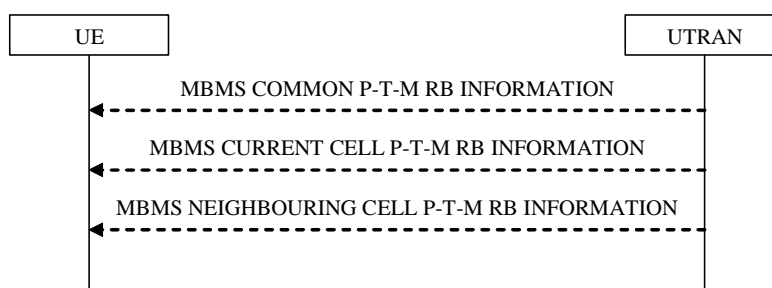 UE
UTRAN
MBMS COMMON P-T-M RB INFORMATION
MBMS CURRENT CELL P-T-M RB INFORMATION
MBMS NEIGHBOURING CELL P-T-M RB INFORMATION